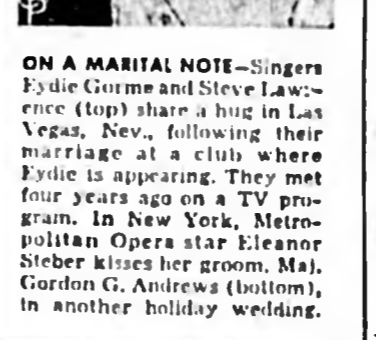 ON A MARITAL NOTE—Singers
Eydie Gorme and Steve Lawr-
ence (top) share a hug in Las
Vegas, Nev., following their
marriage at a club where
Eydie is appearing. They met
four years ago on a TV pro-
gram. In New York, Metro-
politan Opera star Eleanor
Steber kisses her groom, Maj.
Gordon G. Andrews (bottom),
in another holiday wedding.